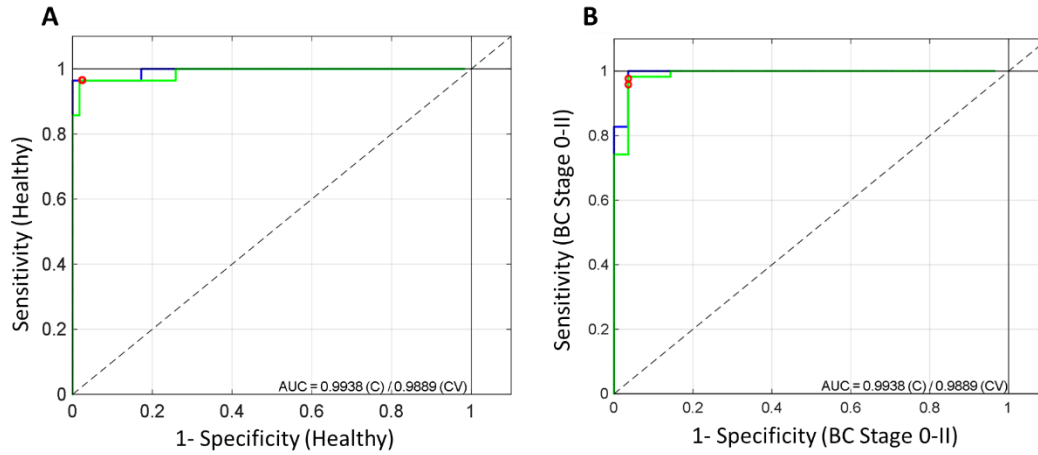 A
Sensitivity (Healthy)
1
0.8
0.6
0.4
0.2
0
AUC = 0.9938 (C) / 0.9889 (CV)
0 0.2 0.4 0.6 0.8 1
1- Specificity (Healthy)
B
Sensitivity (BC Stage 0-II)
1
0.8
0.6
0.4
0.2
0
AUC = 0.9938 (C) / 0.9889 (CV)
0 0.2 0.4 0.6 0.8 1
1- Specificity (BC Stage 0-II)